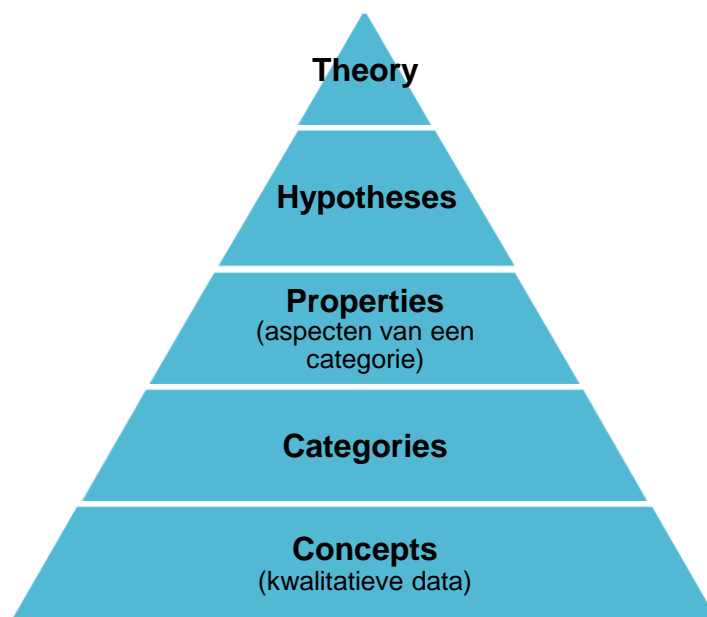 Theory
Hypotheses
Properties
(aspecten van een
categorie)
Categories
Concepts
(kwalitatieve data)